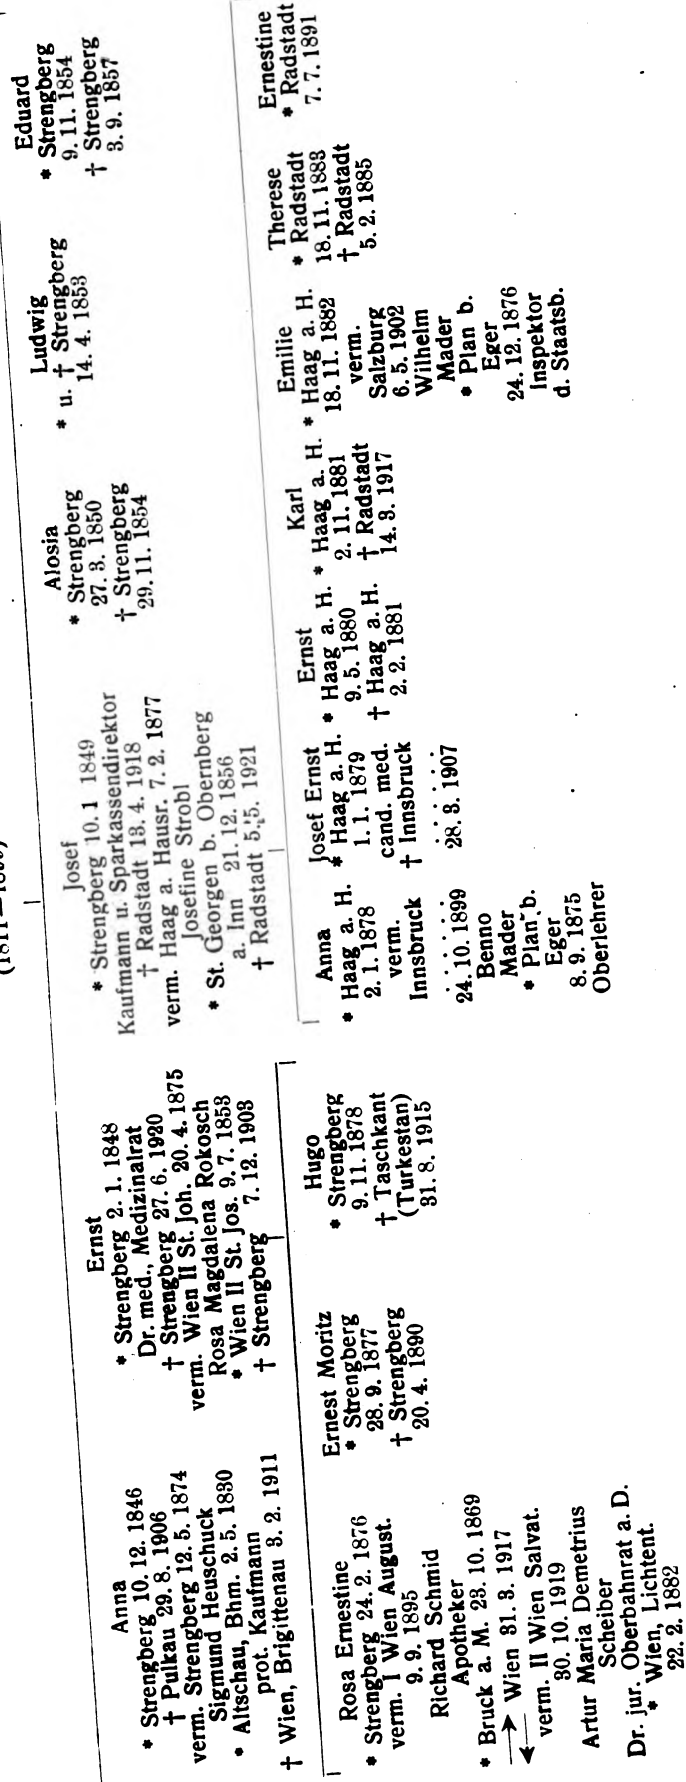 Anna
* Strengberg 10. 12. 1846
† Pulkau 29. 8. 1906
verm. Strengberg 12. 5. 1874
Sigmund Heuschuck
* Altschau, Bhm. 2. 5. 1830
prot. Kaufmann
† Wien, Brigittenau 3. 2. 1911
Ernst
* Strengberg 2. 1. 1848
Dr. med., Medizinalrat
† Strengberg 27. 6. 1920
verm. Wien II St. Joh. 20. 4. 1875
Rosa Magdalena Rokosch
* Wien II St. Jos. 9. 7. 1853
† Strengberg 7. 12. 1903
Josef
* Strengberg 10. 1 1849
Kaufmann u. Sparkassendirektor
† Radstadt 13. 4. 1918
verm. Haag a. Hausr. 7. 2. 1877
Josefine Strobl
* St. Georgen b. Obernberg
a. Inn 21. 12. 1856
† Radstadt 5. 5. 1921
Alosia
* Strengberg
27. 3. 1850
† Strengberg
29. 11. 1854
Ludwig
* u. † Strengberg
14. 4. 1853
Eduard
* Strengberg
9. 11. 1854
† Strengberg
3. 9. 1857
Rosa Ernestine
* Strengberg 24. 2. 1876
verm. I Wien August.
9. 9. 1895
Richard Schmid
Apotheker
* Bruck a. M. 23. 10. 1869
Wien 31. 3. 1917
verm. II Wien Salvat.
30. 10. 1919
Artur Maria Demetrius
Scheiber
Dr. jur. Oberbahnrat a. D.
* Wien, Lichtent.
22. 2. 1882
Ernest Moritz
* Strengberg
28. 9. 1877
† Strengberg
20. 4. 1890
Hugo
* Strengberg
9. 11. 1878
† Taschkant
(Turkestan)
31. 8. 1915
Anna
* Haag a. H.
2. 1. 1878
verm.
Innsbruck
. . . . . .
24. 10. 1899
Benno
Mader
* Plan b.
Eger
8. 9. 1875
Oberlehrer
Josef Ernst
* Haag a. H.
1. 1. 1879
cand. med.
† Innsbruck
. . . . . .
28. 3. 1907
Ernst
* Haag a. H.
9. 5. 1880
† Haag a. H.
2. 2. 1881
Karl
* Haag a. H.
2. 11. 1881
† Radstadt
14. 3. 1917
Emilie
* Haag a. H.
18. 11. 1882
verm.
Salzburg
6. 5. 1902
Wilhelm
Mader
* Plan b.
Eger
24. 12. 1876
Inspektor
d. Staatsb.
Therese
* Radstadt
18. 11. 1883
† Radstadt
5. 2. 1885
Ernestine
* Radstadt
7. 7. 1891